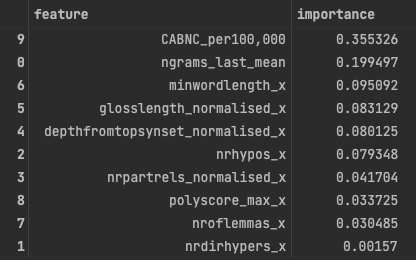 feature importance
9 CABNC_per100,000 0.355326
0 ngrams_last_mean 0.199497
6 minwordlength_x 0.095092
5 glosslength_normalised_x 0.083129
4 depthfromtopsynset_normalised_x 0.080125
2 nrhypos_x 0.079348
3 nrpartrels_normalised_x 0.041704
8 polyscore_max_x 0.033725
7 nroflemmas_x 0.030485
1 nrdirhypers_x 0.00157